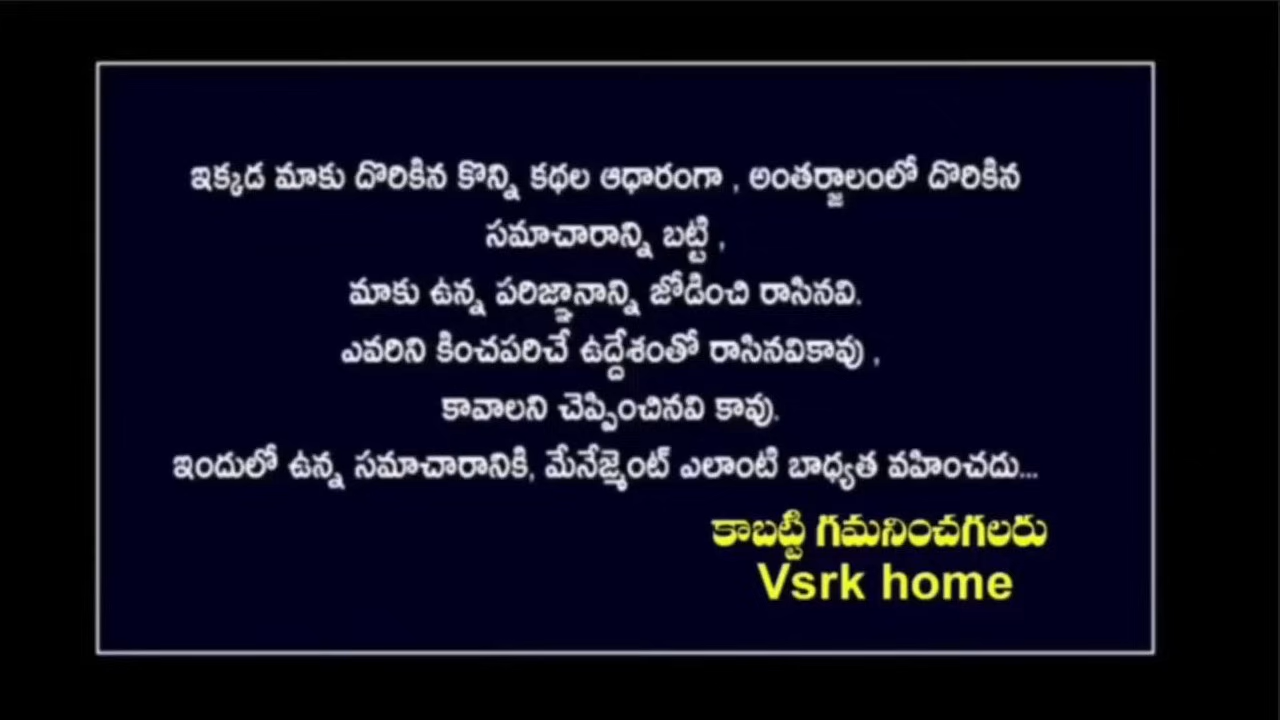 ఇక్కడ మాకు దొరికిన కొన్ని కథల ఆధారంగా , అంతర్జాలంలో దొరికిన
సమాచారాన్ని బట్టి ,
మాకు ఉన్న పరిజ్ఞానాన్ని జోడించి రాసినవి.
ఎవరిని కించపరిచే ఉద్దేశంతో రాసినవికావు ,
కావాలని చెప్పించినవి కావు.
ఇందులో ఉన్న సమాచారానికి, మేనేజ్మెంట్ ఎలాంటి బాధ్యత వహించదు...
కాబట్టి గమనించగలరు
Vsrk home